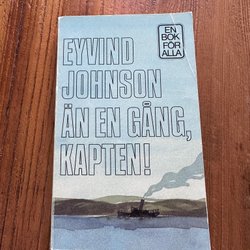 EYVIND
JOHNSON
ÄN EN GÅNG,
KAPTEN!
EN
BOK
FÖR
ALLA